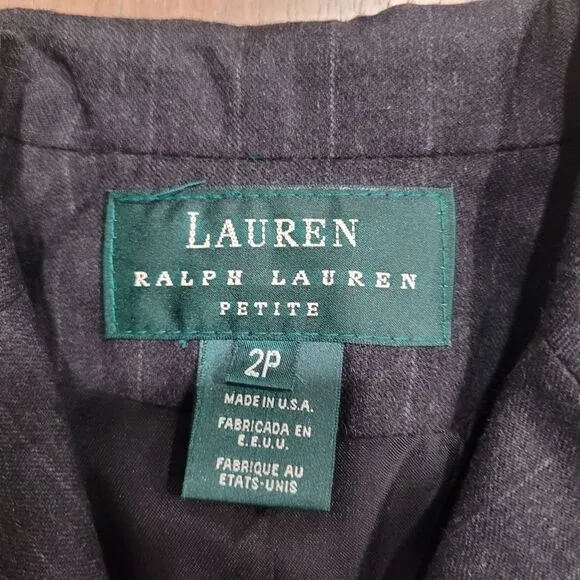 LAUREN
RALPH LAUREN
PETITE
2P
MADE IN U.S.A.
FABRICADA EN
E.E.U.U.
FABRIQUE AU
ETATS-UNIS